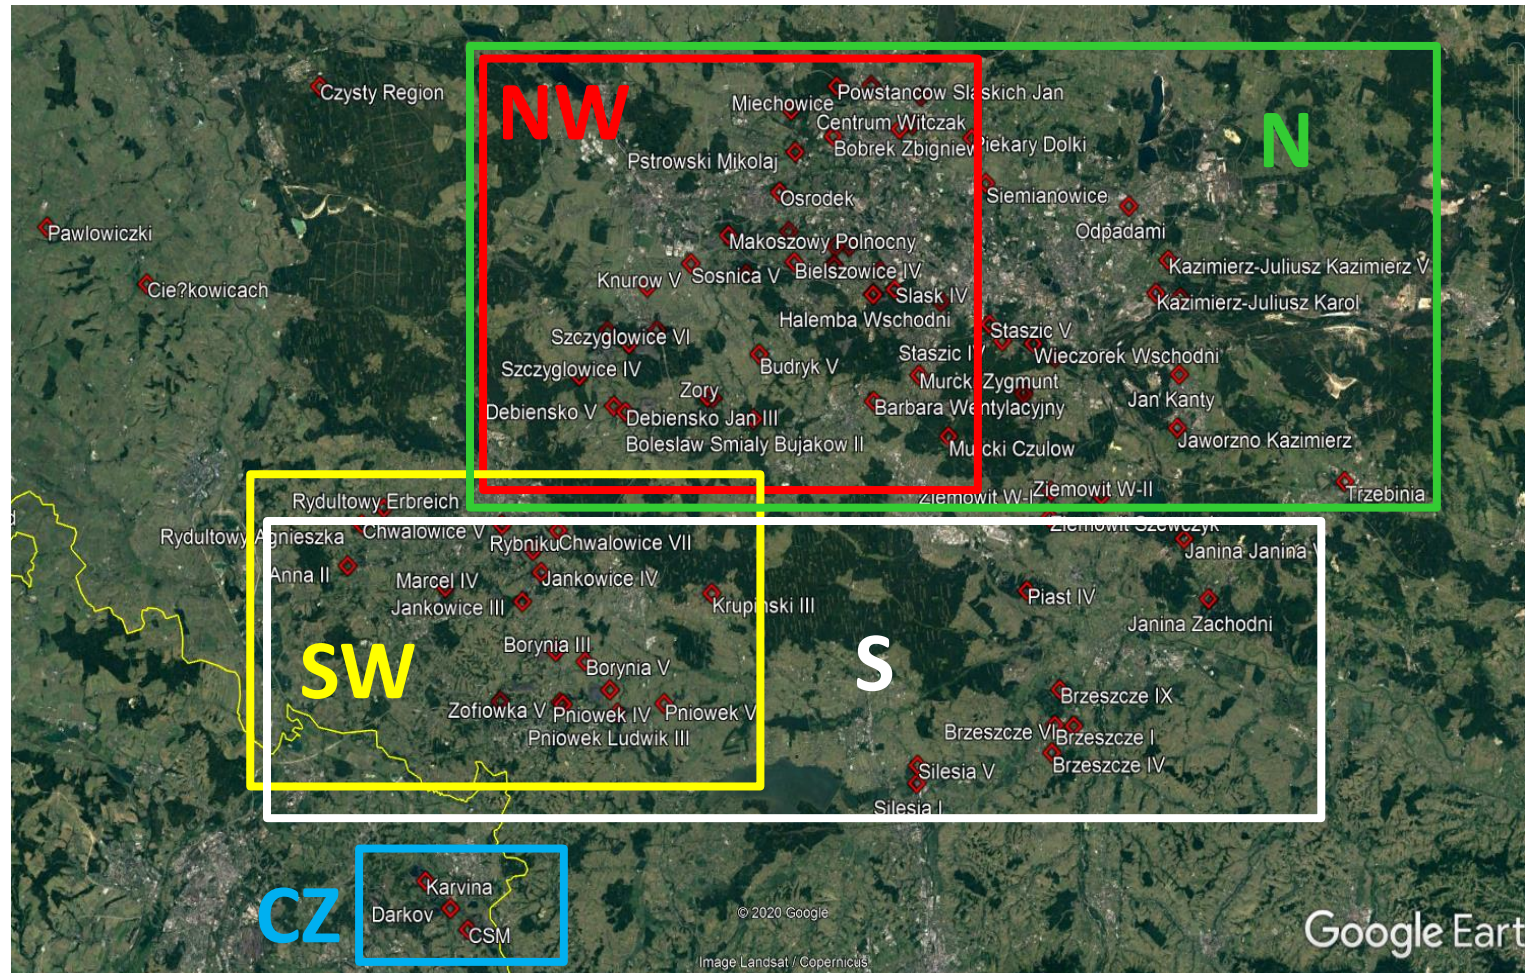 Czysty Region
NW
Miechowice
Powstancow Slaskich Jan
Centrum Witczak
N
Bobrek Zbigniew
Piekary Dolki
Pstrowski Mikolaj
Osrodek
Siemianowice
Pawlowiczki
Odpadami
Makoszowy Polnocny
Kazimierz-Juliusz Kazimierz V
Sosnica V
Bielszowice IV
Knurow V
Cie?kowicach
Slask IV
Kazimierz-Juliusz Karol
Halemba Wschodni
Staszic V
Szczyglowice VI
Staszic IV
Wieczorek Wschodni
Szczyglowice IV
Budryk V
Murcki Zygmunt
Zory
Jan Kanty
Debiensko V
Debiensko Jan III
Barbara Wentylacyjny
Boleslaw Smialy Bujakow II
Murcki Czulow
Jaworzno Kazimierz
Ziemowit W-I
Ziemowit W-II
Trzebinia
Rydultowy Erbreich
Ziemowit Szewczyk
Rydultowy Agnieszka
Chwalowice V
Rybniku
Chwalowice VII
Janina Janina V
Anna II
Marcel IV
Jankowice IV
Piast IV
Jankowice III
Krupinski III
Janina Zachodni
SW
Borynia III
Borynia V
S
Zofiowka V
Pniowek IV
Pniowek V
Brzeszcze IX
Pniowek Ludwik III
Brzeszcze VI
Brzeszcze I
Brzeszcze IV
Silesia V
Silesia I
CZ
Karvina
Darkov
CSM
© 2020 Google
Image Landsat / Copernicus
Google Eart